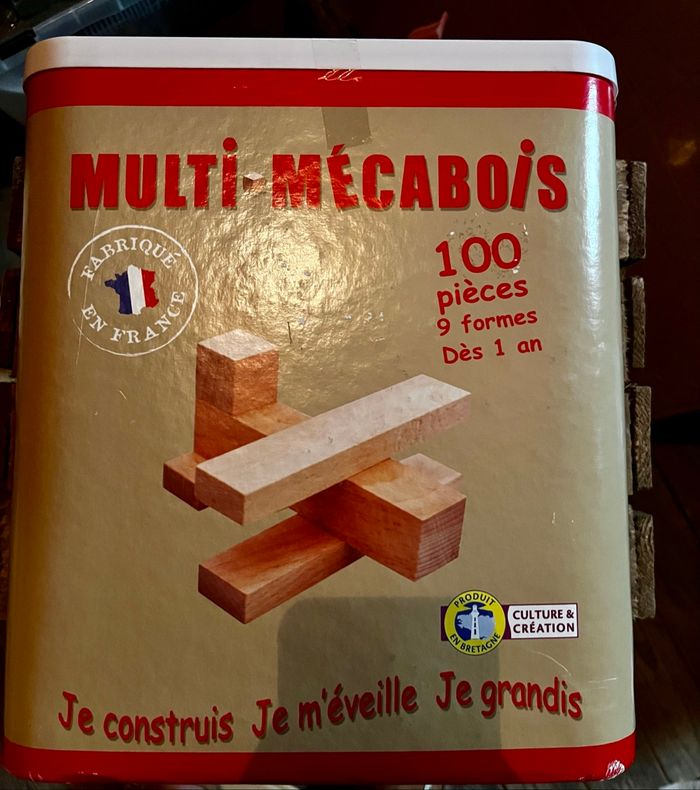 MULTi-MÉCABOiS
FABRIQUÉ
EN FRANCE
100
pièces
9 formes
Dès 1 an
PRODUIT
EN BRETAGNE
CULTURE &
CRÉATION
Je construis Je m'éveille Je grandis